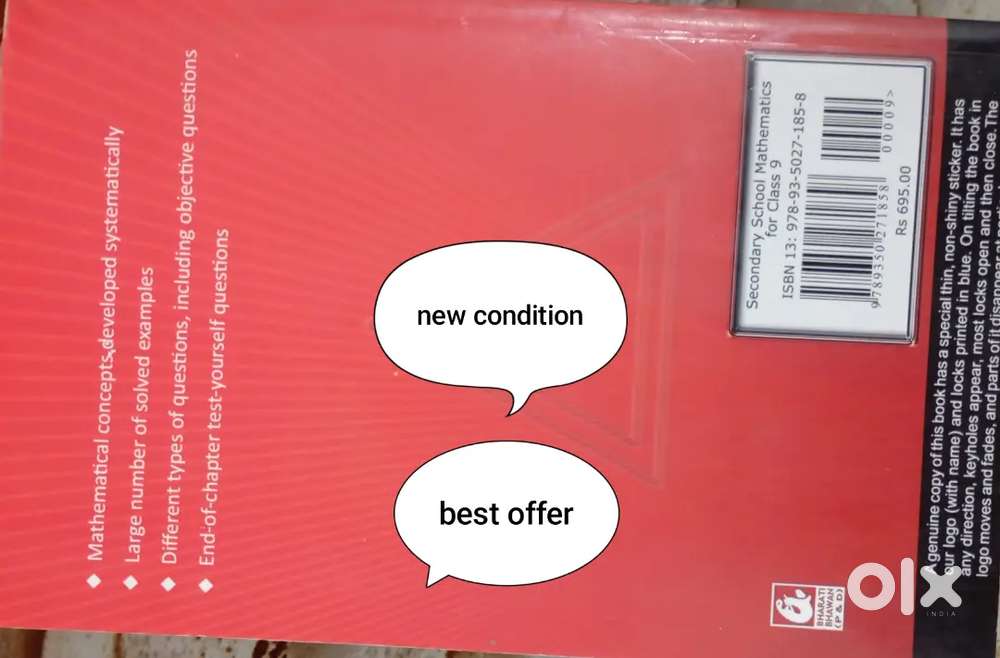 Mathematical concepts developed systematically
Large number of solved examples
Different types of questions, including objective questions
End-of-chapter test-yourself questions
new condition
best offer
Secondary School Mathematics
for Class 9
ISBN 13: 978-93-5027-185-8
00009>
9789350271858
Rs 695.00
BHARATI
BHAWAN
(P & D)
A genuine copy of this book has a special thin, non-shiny sticker. It has
our logo (with name) and locks printed in blue. On tilting the book in
any direction, keyholes appear, most locks open and then close. The
logo moves and fades, and parts of it disappear
olx
INDIA